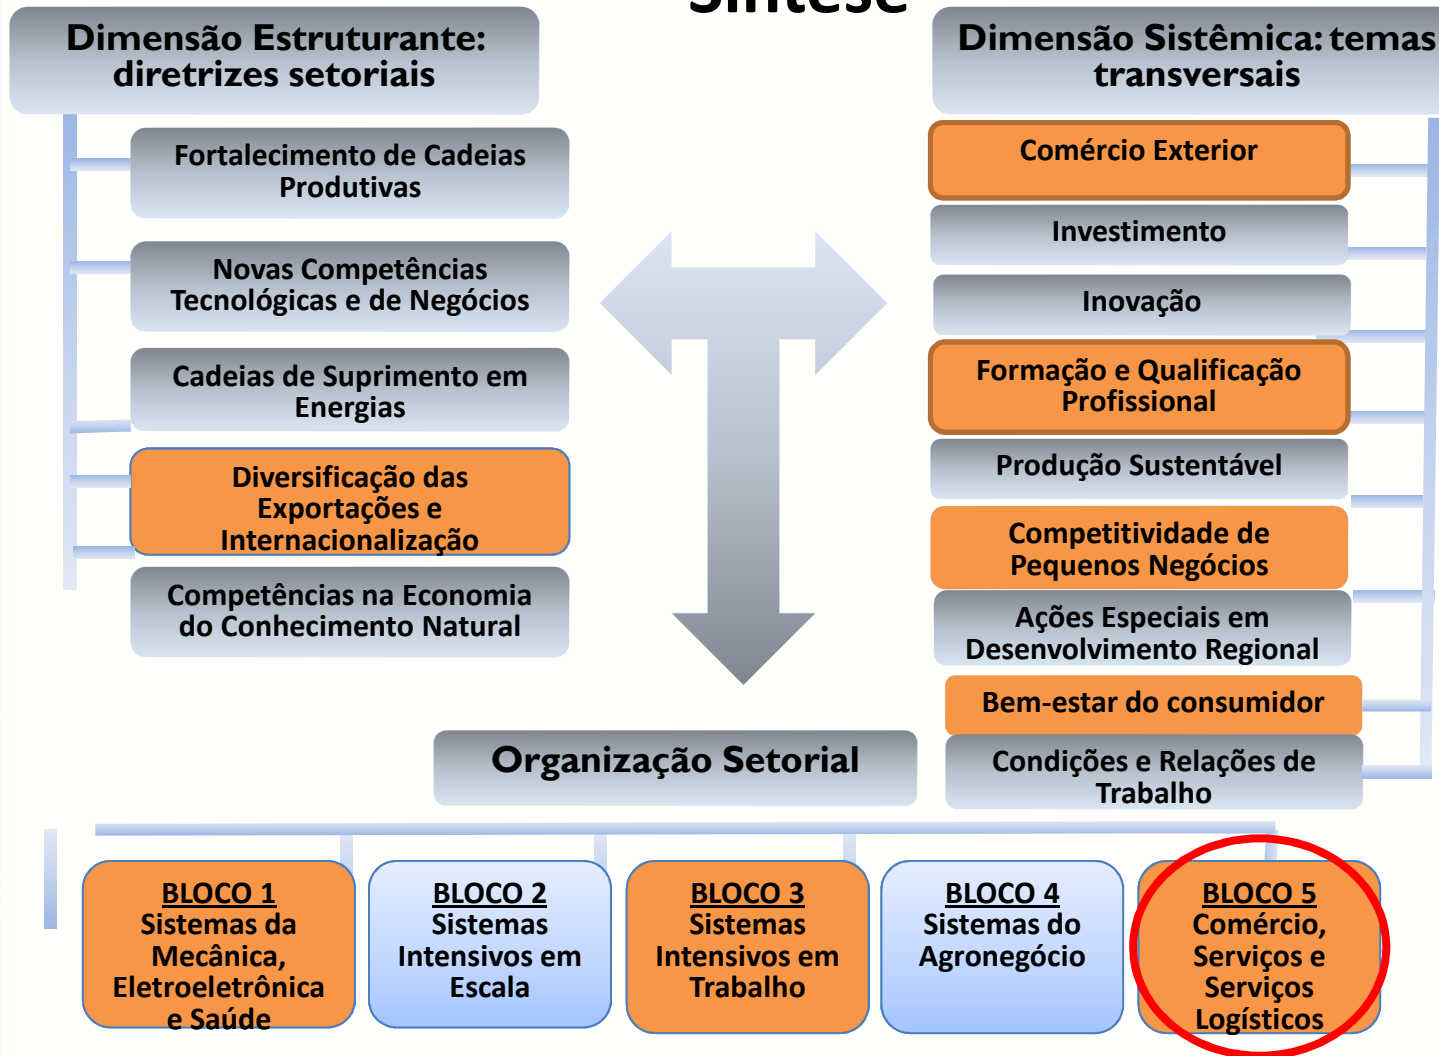 Síntese
Dimensão Estruturante:
diretrizes setoriais
Fortalecimento de Cadeias
Produtivas
Novas Competências
Tecnológicas e de Negócios
Cadeias de Suprimento em
Energias
Diversificação das
Exportações e
Internacionalização
Competências na Economia
do Conhecimento Natural
Dimensão Sistêmica: temas
transversais
Comércio Exterior
Investimento
Inovação
Formação e Qualificação
Profissional
Produção Sustentável
Competitividade de
Pequenos Negócios
Ações Especiais em
Desenvolvimento Regional
Bem-estar do consumidor
Condições e Relações de
Trabalho
Organização Setorial
BLOCO 1
Sistemas da
Mecânica,
Eletroeletrônica
e Saúde
BLOCO 2
Sistemas
Intensivos em
Escala
BLOCO 3
Sistemas
Intensivos em
Trabalho
BLOCO 4
Sistemas do
Agronegócio
BLOCO 5
Comércio,
Serviços e
Serviços
Logísticos